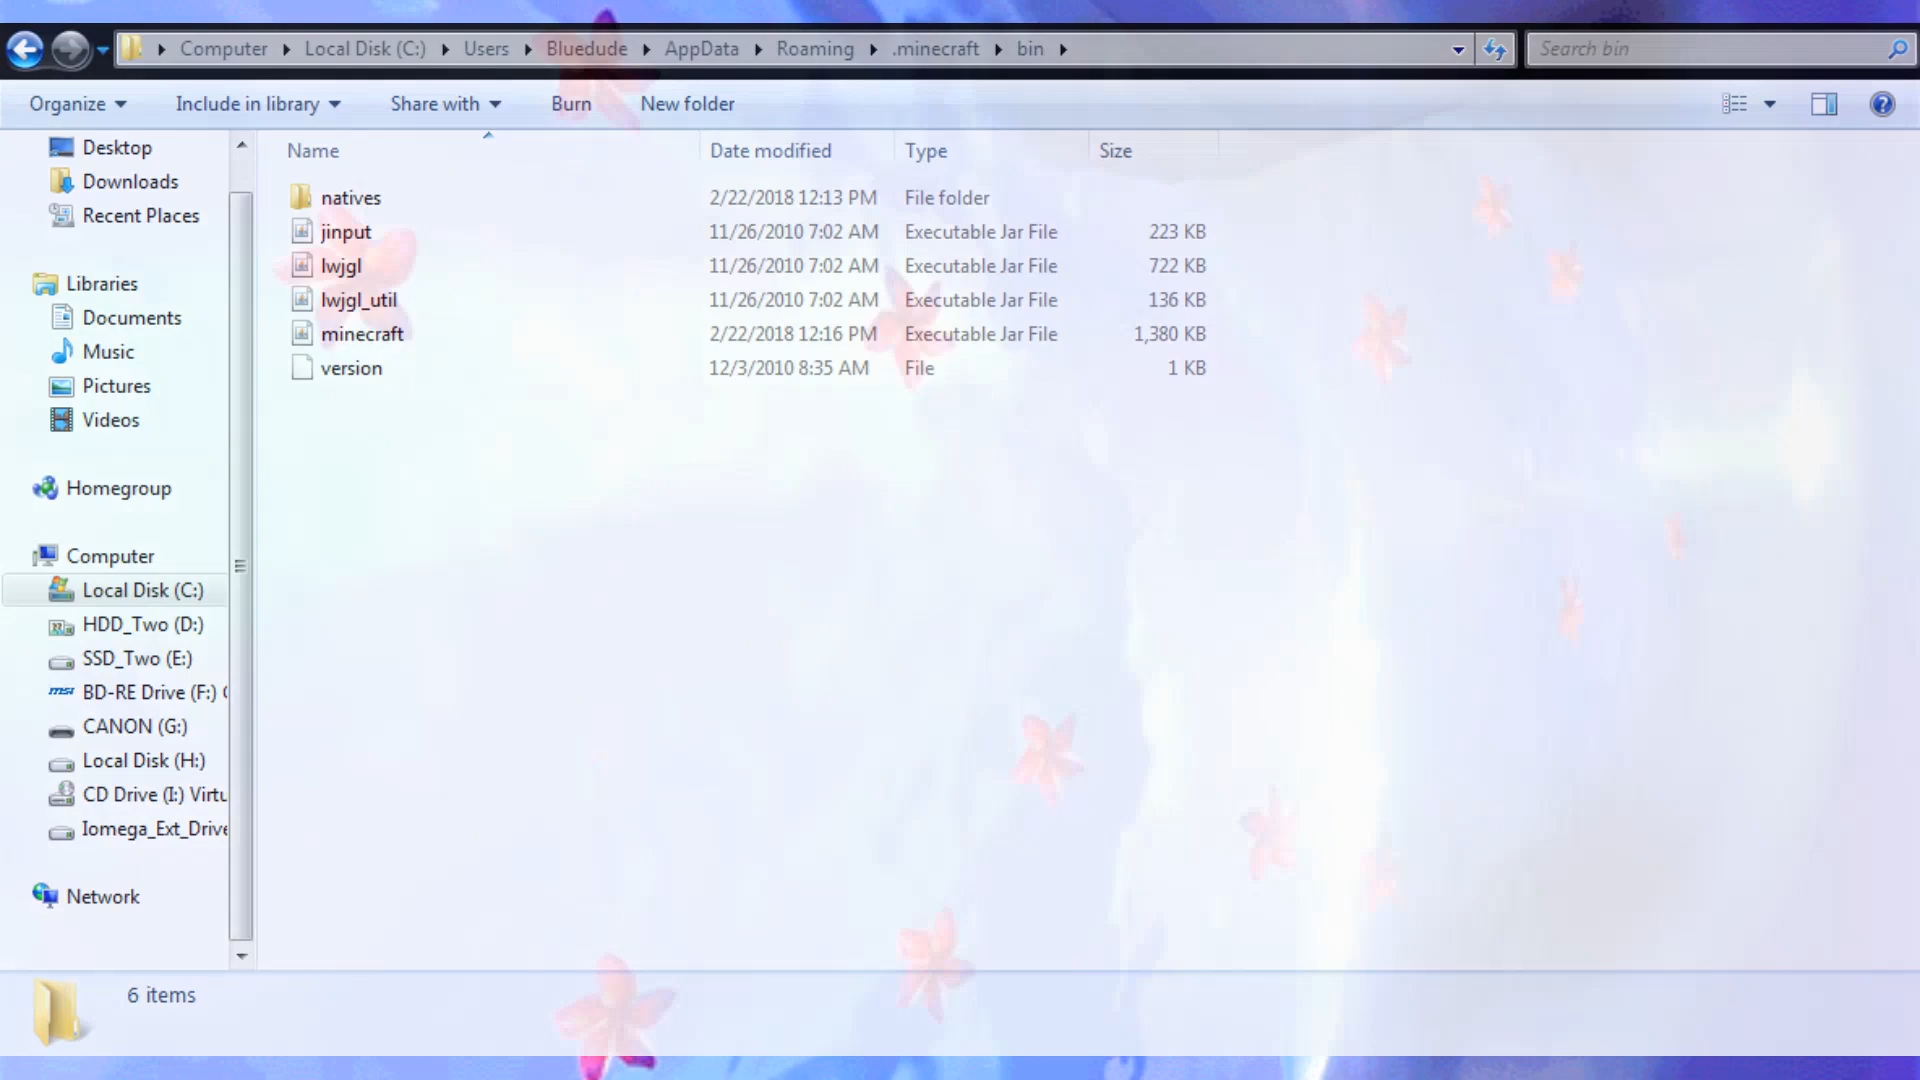 Computer Local Disk (C:) Users Bluedude AppData Roaming .minecraft bin Search bin
Organize Include in library Share with Burn New folder
Name Date modified Type Size
natives 2/22/2018 12:13 PM File folder
jinput 11/26/2010 7:02 AM Executable Jar File 223 KB
lwjgl 11/26/2010 7:02 AM Executable Jar File 722 KB
lwjgl_util 11/26/2010 7:02 AM Executable Jar File 136 KB
minecraft 2/22/2018 12:16 PM Executable Jar File 1,380 KB
version 12/3/2010 8:35 AM File 1 KB
Desktop
Downloads
Recent Places
Libraries
Documents
Music
Pictures
Videos
Homegroup
Computer
Local Disk (C:)
HDD_Two (D:)
SSD_Two (E:)
msi BD-RE Drive (F:)
CANON (G:)
Local Disk (H:)
CD Drive (I:) Virtu
Iomega_Ext_Drive
Network
6 items